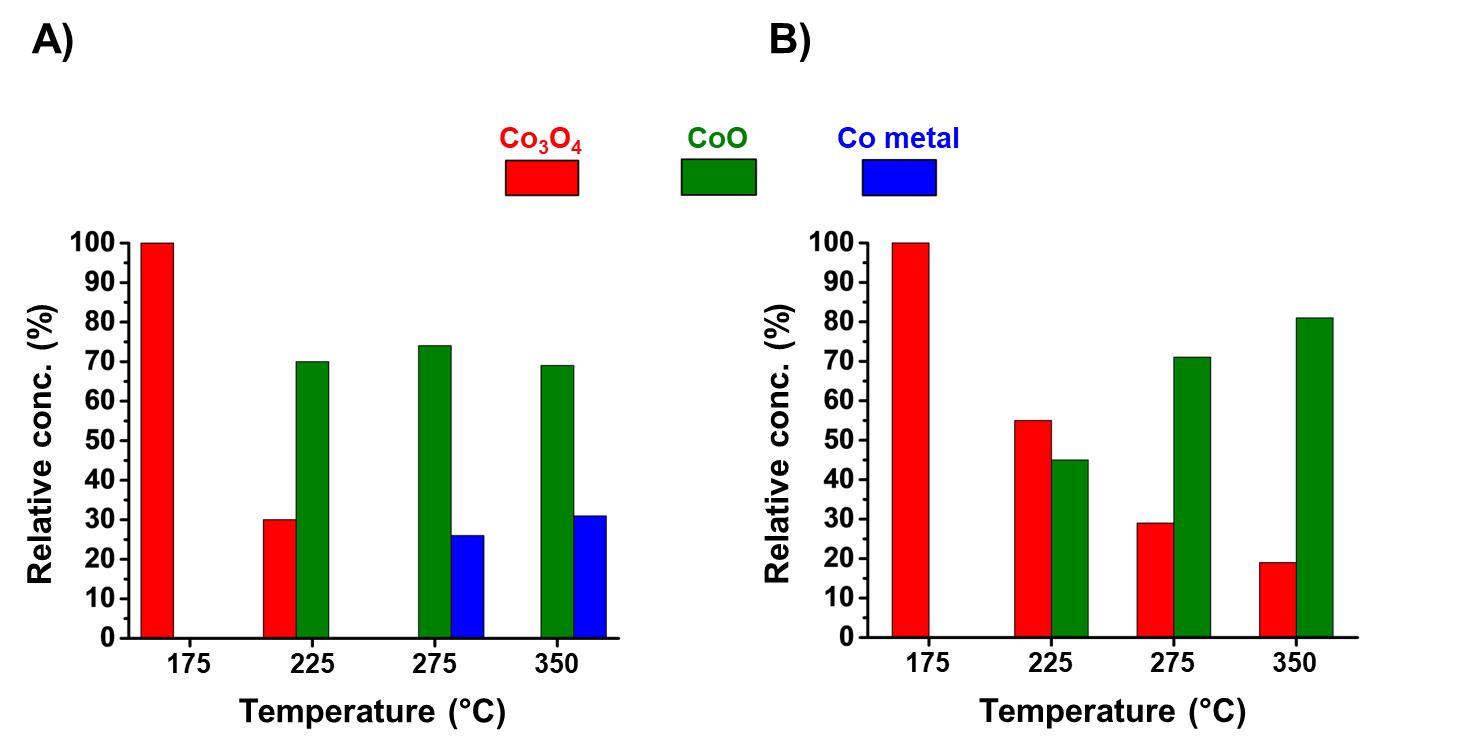 A)
B)
Co₃O₄ CoO Co metal
100
90
80
70
60
50
40
30
20
10
0
Relative conc. (%)
175 225 275 350
Temperature (°C)
100
90
80
70
60
50
40
30
20
10
0
Relative conc. (%)
175 225 275 350
Temperature (°C)